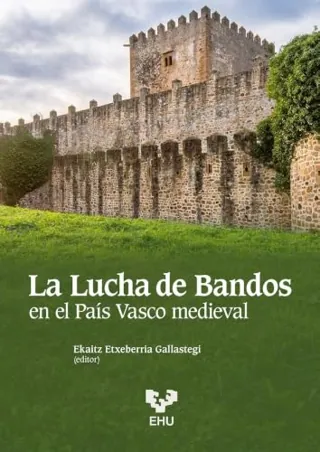 La Lucha de Bandos
en el País Vasco medieval
Ekaitz Etxeberria Gallastegi
(editor)
EHU